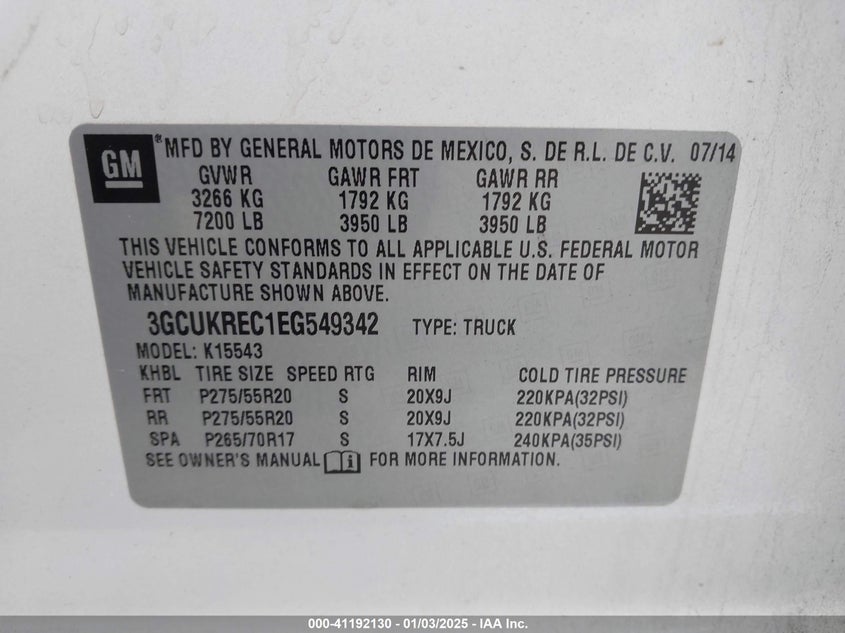 GM
® MFD BY GENERAL MOTORS DE MEXICO, S. DE R.L. DE C.V. 07/14
GVWR GAWR FRT GAWR RR
3266 KG 1792 KG 1792 KG
7200 LB 3950 LB 3950 LB
THIS VEHICLE CONFORMS TO ALL APPLICABLE U.S. FEDERAL MOTOR
VEHICLE SAFETY STANDARDS IN EFFECT ON THE DATE OF
MANUFACTURE SHOWN ABOVE.
3GCUKREC1EG549342 TYPE: TRUCK
MODEL: K15543
KHBL TIRE SIZE SPEED RTG RIM COLD TIRE PRESSURE
FRT P275/55R20 S 20X9J 220KPA(32PSI)
RR P275/55R20 S 20X9J 220KPA(32PSI)
SPA P265/70R17 S 17X7.5J 240KPA(35PSI)
SEE OWNER'S MANUAL FOR MORE INFORMATION.
000-41192130 - 01/03/2025 - IAA Inc.